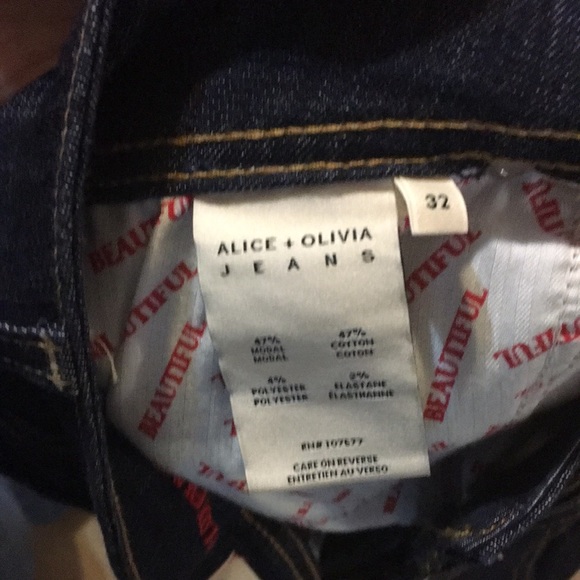 32
ALICE + OLIVIA
JEANS
47% 47%
MODAL COTTON
MODAL COTON
4% 2%
POLYESTER ELASTANE
POLYESTER ÉLASTHANNE
RN# 107677
CARE ON REVERSE
ENTRETIEN AU VERSO
BEAUTIFUL
BEAUTIFUL
BEAUTIFUL
BEAUTIFUL
BEAUTIFUL